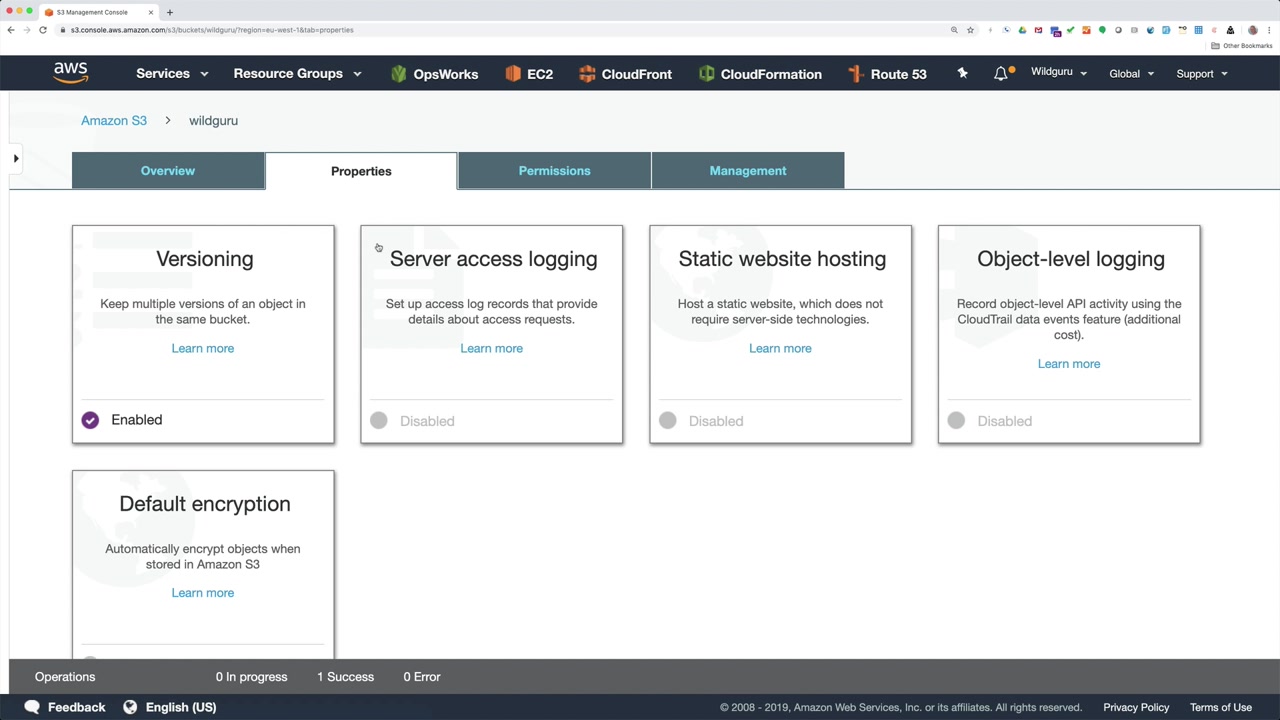 S3 Management Console
s3.console.aws.amazon.com/s3/buckets/wildguru/?region=eu-west-1&tab=properties
Other Bookmarks
aws
Services
Resource Groups
OpsWorks
EC2
CloudFront
CloudFormation
Route 53
Wildguru
Global
Support
Amazon S3 > wildguru
Overview
Properties
Permissions
Management
Versioning
Keep multiple versions of an object in
the same bucket.
Learn more
Enabled
Server access logging
Set up access log records that provide
details about access requests.
Learn more
Disabled
Static website hosting
Host a static website, which does not
require server-side technologies.
Learn more
Disabled
Object-level logging
Record object-level API activity using the
CloudTrail data events feature (additional
cost).
Learn more
Disabled
Default encryption
Automatically encrypt objects when
stored in Amazon S3
Learn more
Operations
0 In progress
1 Success
0 Error
Feedback
English (US)
© 2008 - 2019, Amazon Web Services, Inc. or its affiliates. All rights reserved.
Privacy Policy
Terms of Use